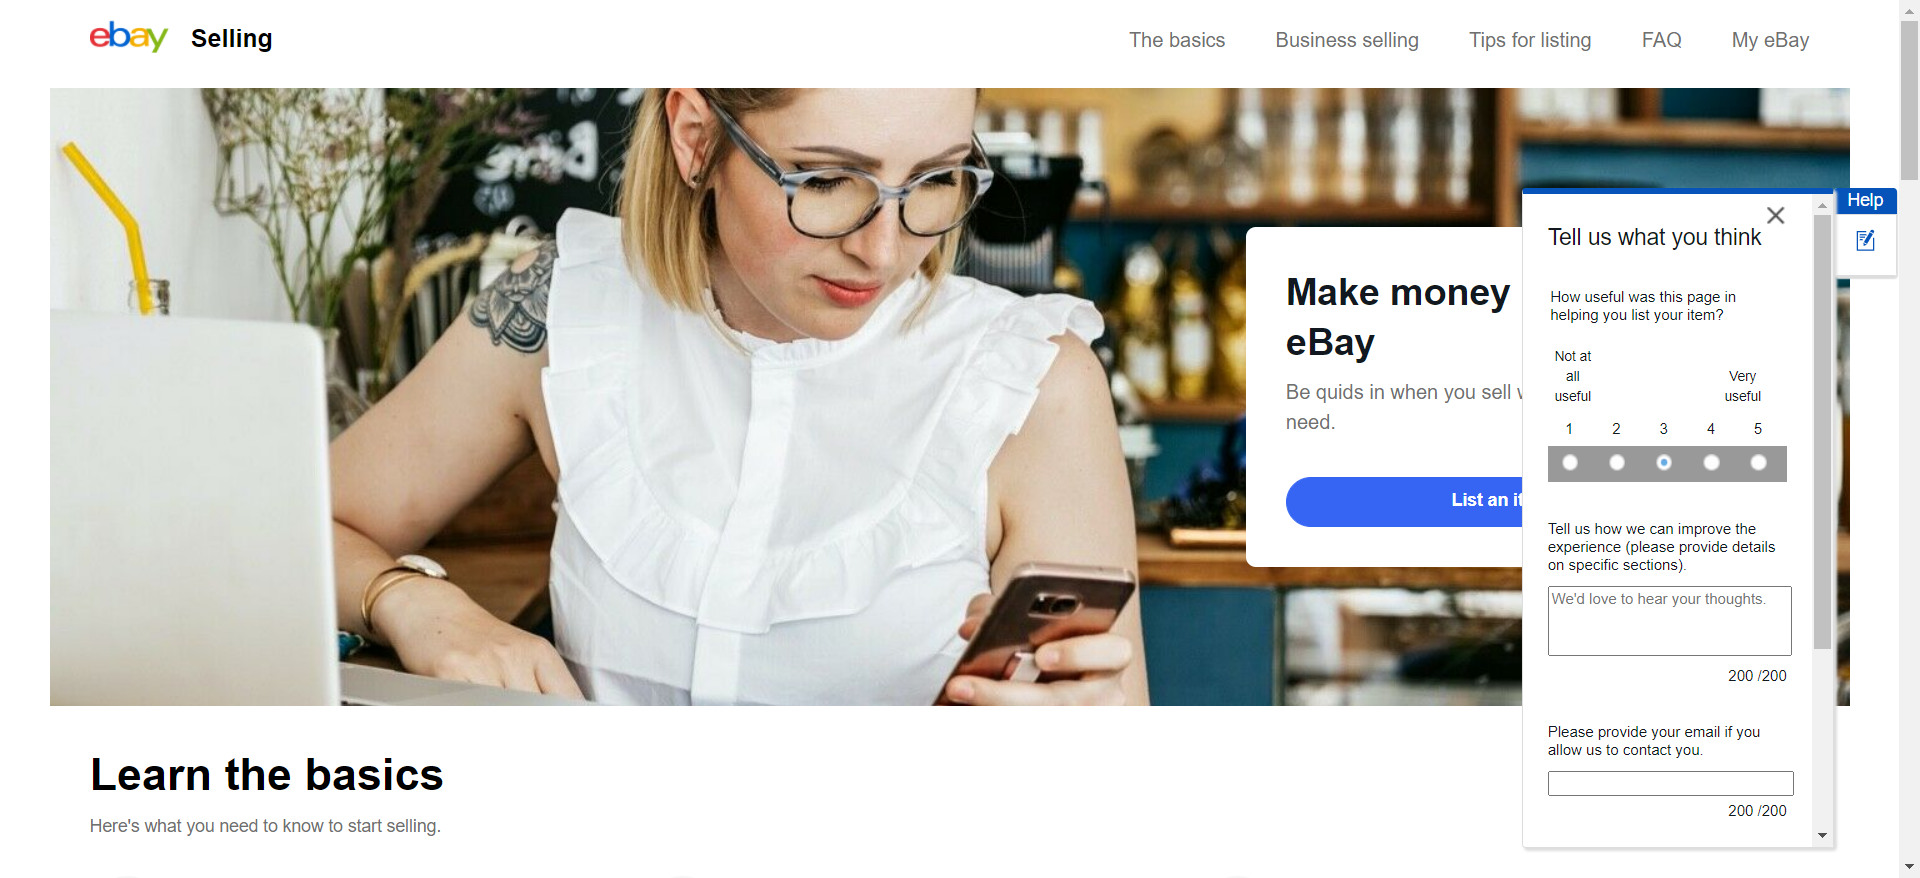 ebay Selling
The basics
Business selling
Tips for listing
FAQ
My eBay
Make money
eBay
Be quids in when you sell
need.
List an
Help
Tell us what you think
How useful was this page in
helping you list your item?
Not at
all
useful
Very
useful
1 2 3 4 5
Tell us how we can improve the
experience (please provide details
on specific sections).
We'd love to hear your thoughts.
200 /200
Please provide your email if you
allow us to contact you.
200 /200
Learn the basics
Here's what you need to know to start selling.